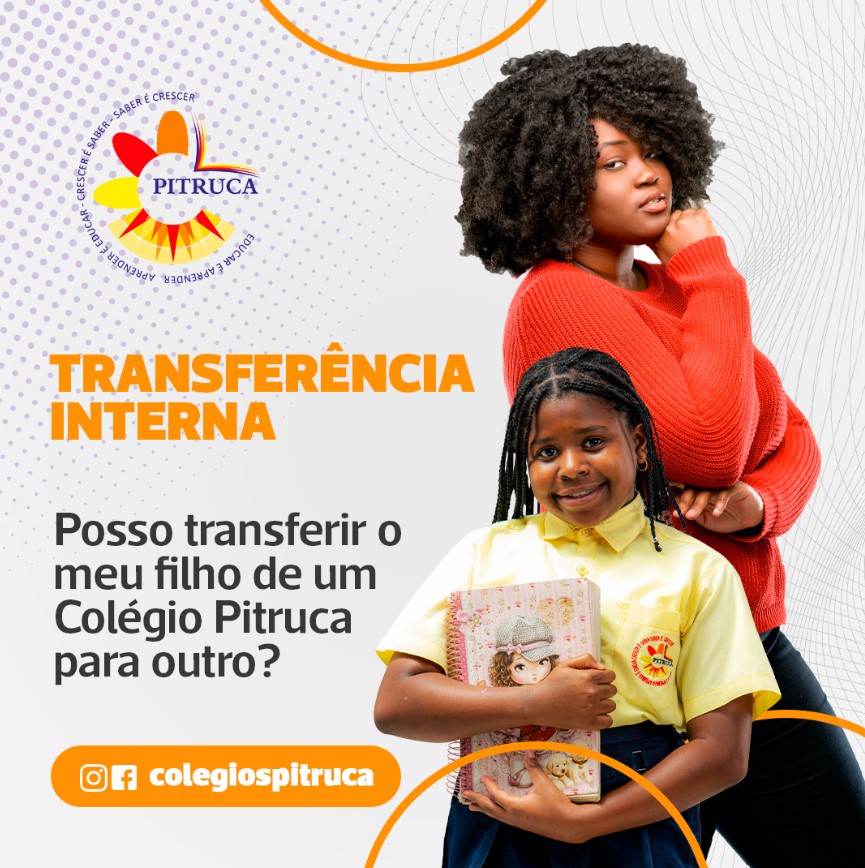 EDUCAR É APRENDER - APRENDER É EDUCAR - CRESCER É SABER - SABER É CRESCER
PITRUCA
TRANSFERÊNCIA
INTERNA
Posso transferir o
meu filho de um
Colégio Pitruca
para outro?
PITRUCA
colegiospitruca